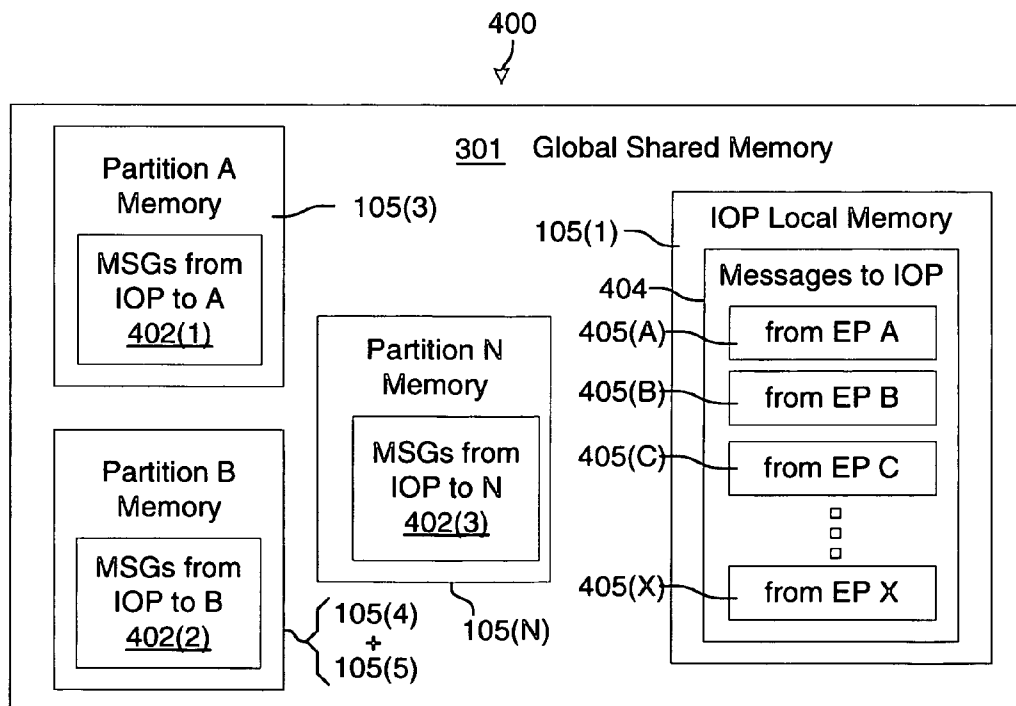 400
301 Global Shared Memory
Partition A
Memory
105(3)
MSGs from
IOP to A
402(1)
Partition B
Memory
MSGs from
IOP to B
402(2)
105(4)
+
105(5)
Partition N
Memory
MSGs from
IOP to N
402(3)
105(N)
IOP Local Memory
105(1)
Messages to IOP
404
405(A)
from EP A
405(B)
from EP B
405(C)
from EP C
405(X)
from EP X